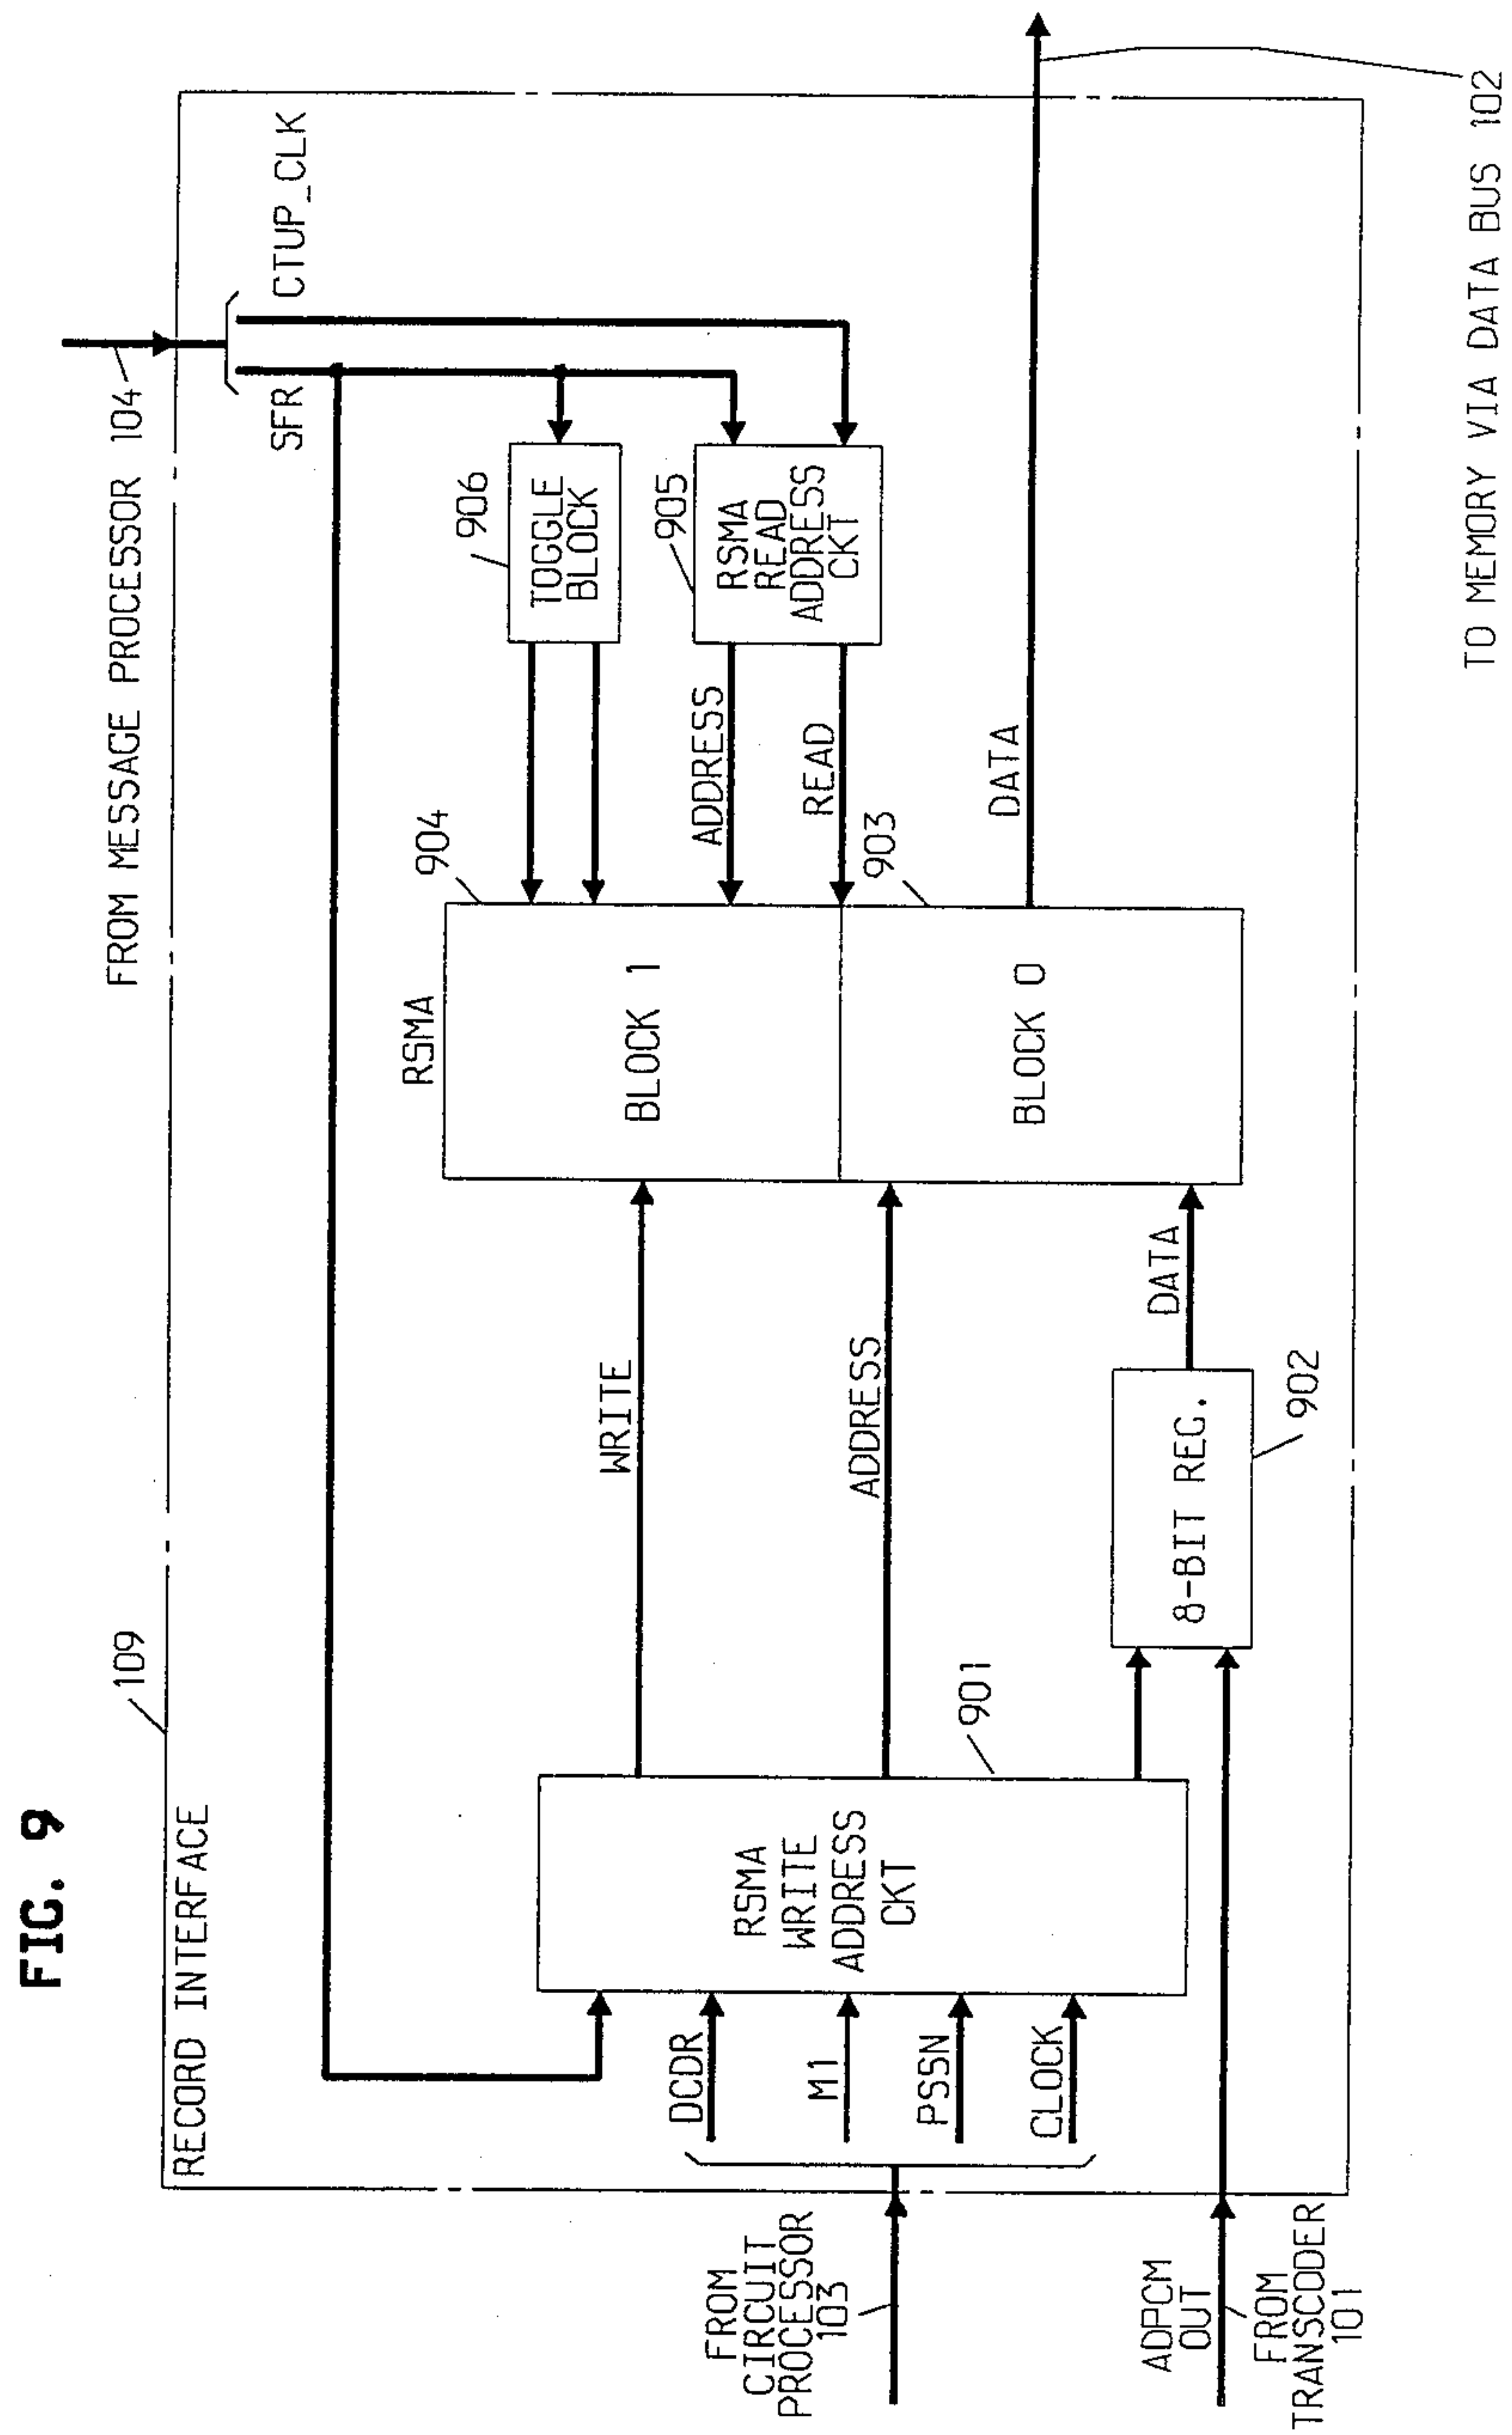 FIG. 9
RECORD INTERFACE
109
FROM MESSAGE PROCESSOR 104
SFR
CTUP_CLK
RSMA
904
906
TOGGLE
BLOCK
WRITE
BLOCK 1
ADDRESS
905
RSMA
READ
ADDRESS
CKT
READ
903
DCDR
M1
PSSN
CLOCK
RSMA
WRITE
ADDRESS
CKT
901
ADDRESS
BLOCK 0
DATA
FROM
CIRCUIT
PROCESSOR
103
8-BIT REG.
902
DATA
ADPCM
OUT
FROM
TRANSCODER
101
TO MEMORY VIA DATA BUS 102